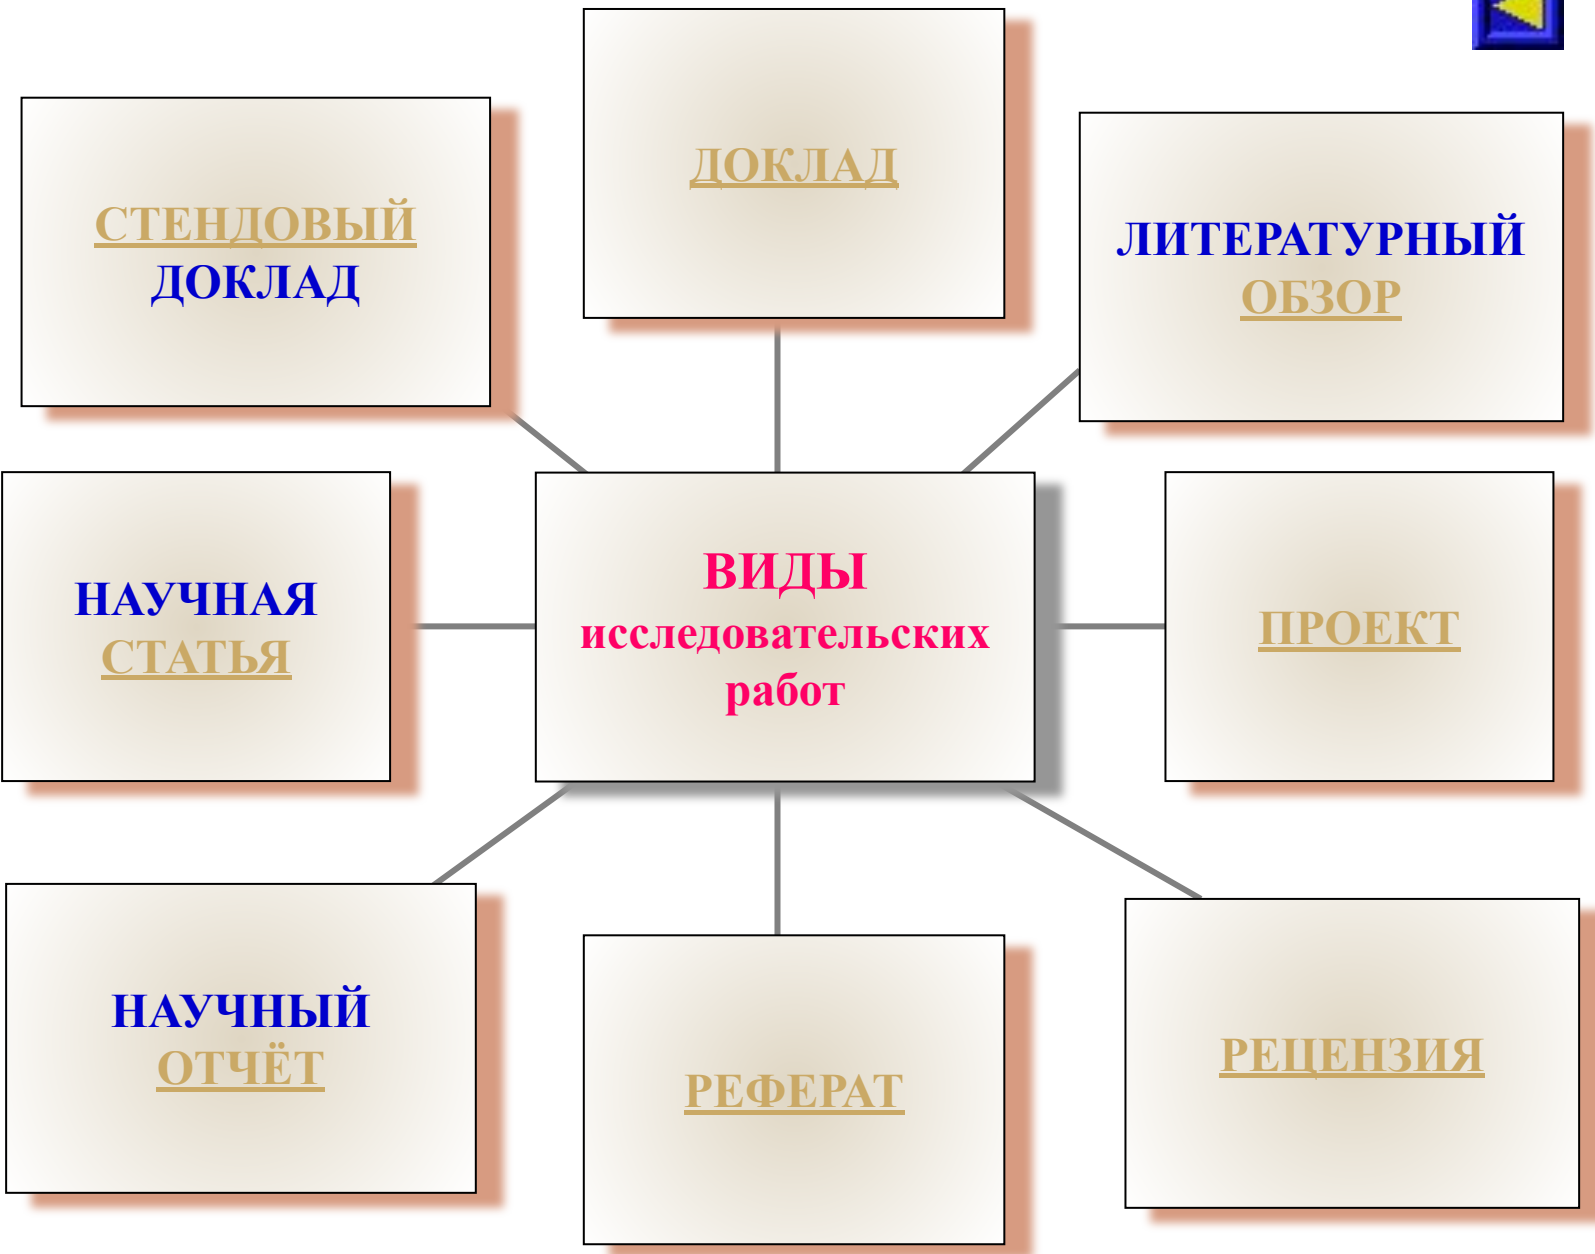 ДОКЛАД
СТЕНДОВЫЙ
ДОКЛАД
ЛИТЕРАТУРНЫЙ
ОБЗОР
НАУЧНАЯ
СТАТЬЯ
ВИДЫ
исследовательских
работ
ПРОЕКТ
НАУЧНЫЙ
ОТЧЁТ
РЕФЕРАТ
РЕЦЕНЗИЯ